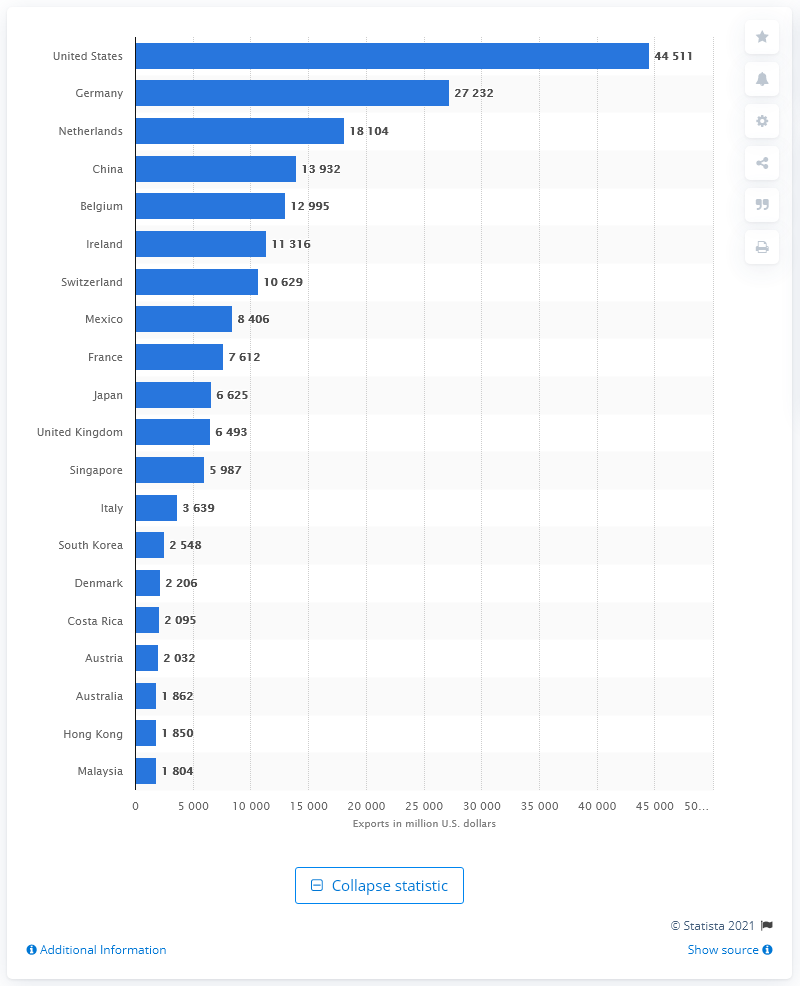 United States 44 511
Germany 27 232
Netherlands 18 104
China 13 932
Belgium 12 995
Ireland 11 316
Switzerland 10 629
Mexico 8 406
France 7 612
Japan 6 625
United Kingdom 6 493
Singapore 5 987
Italy 3 639
South Korea 2 548
Denmark 2 206
Costa Rica 2 095
Austria 2 032
Australia 1 862
Hong Kong 1 850
Malaysia 1 804
0 5 000 10 000 15 000 20 000 25 000 30 000 35 000 40 000 45 000 50...
Exports in million U.S. dollars
Collapse statistic
© Statista 2021
Additional Information Show source